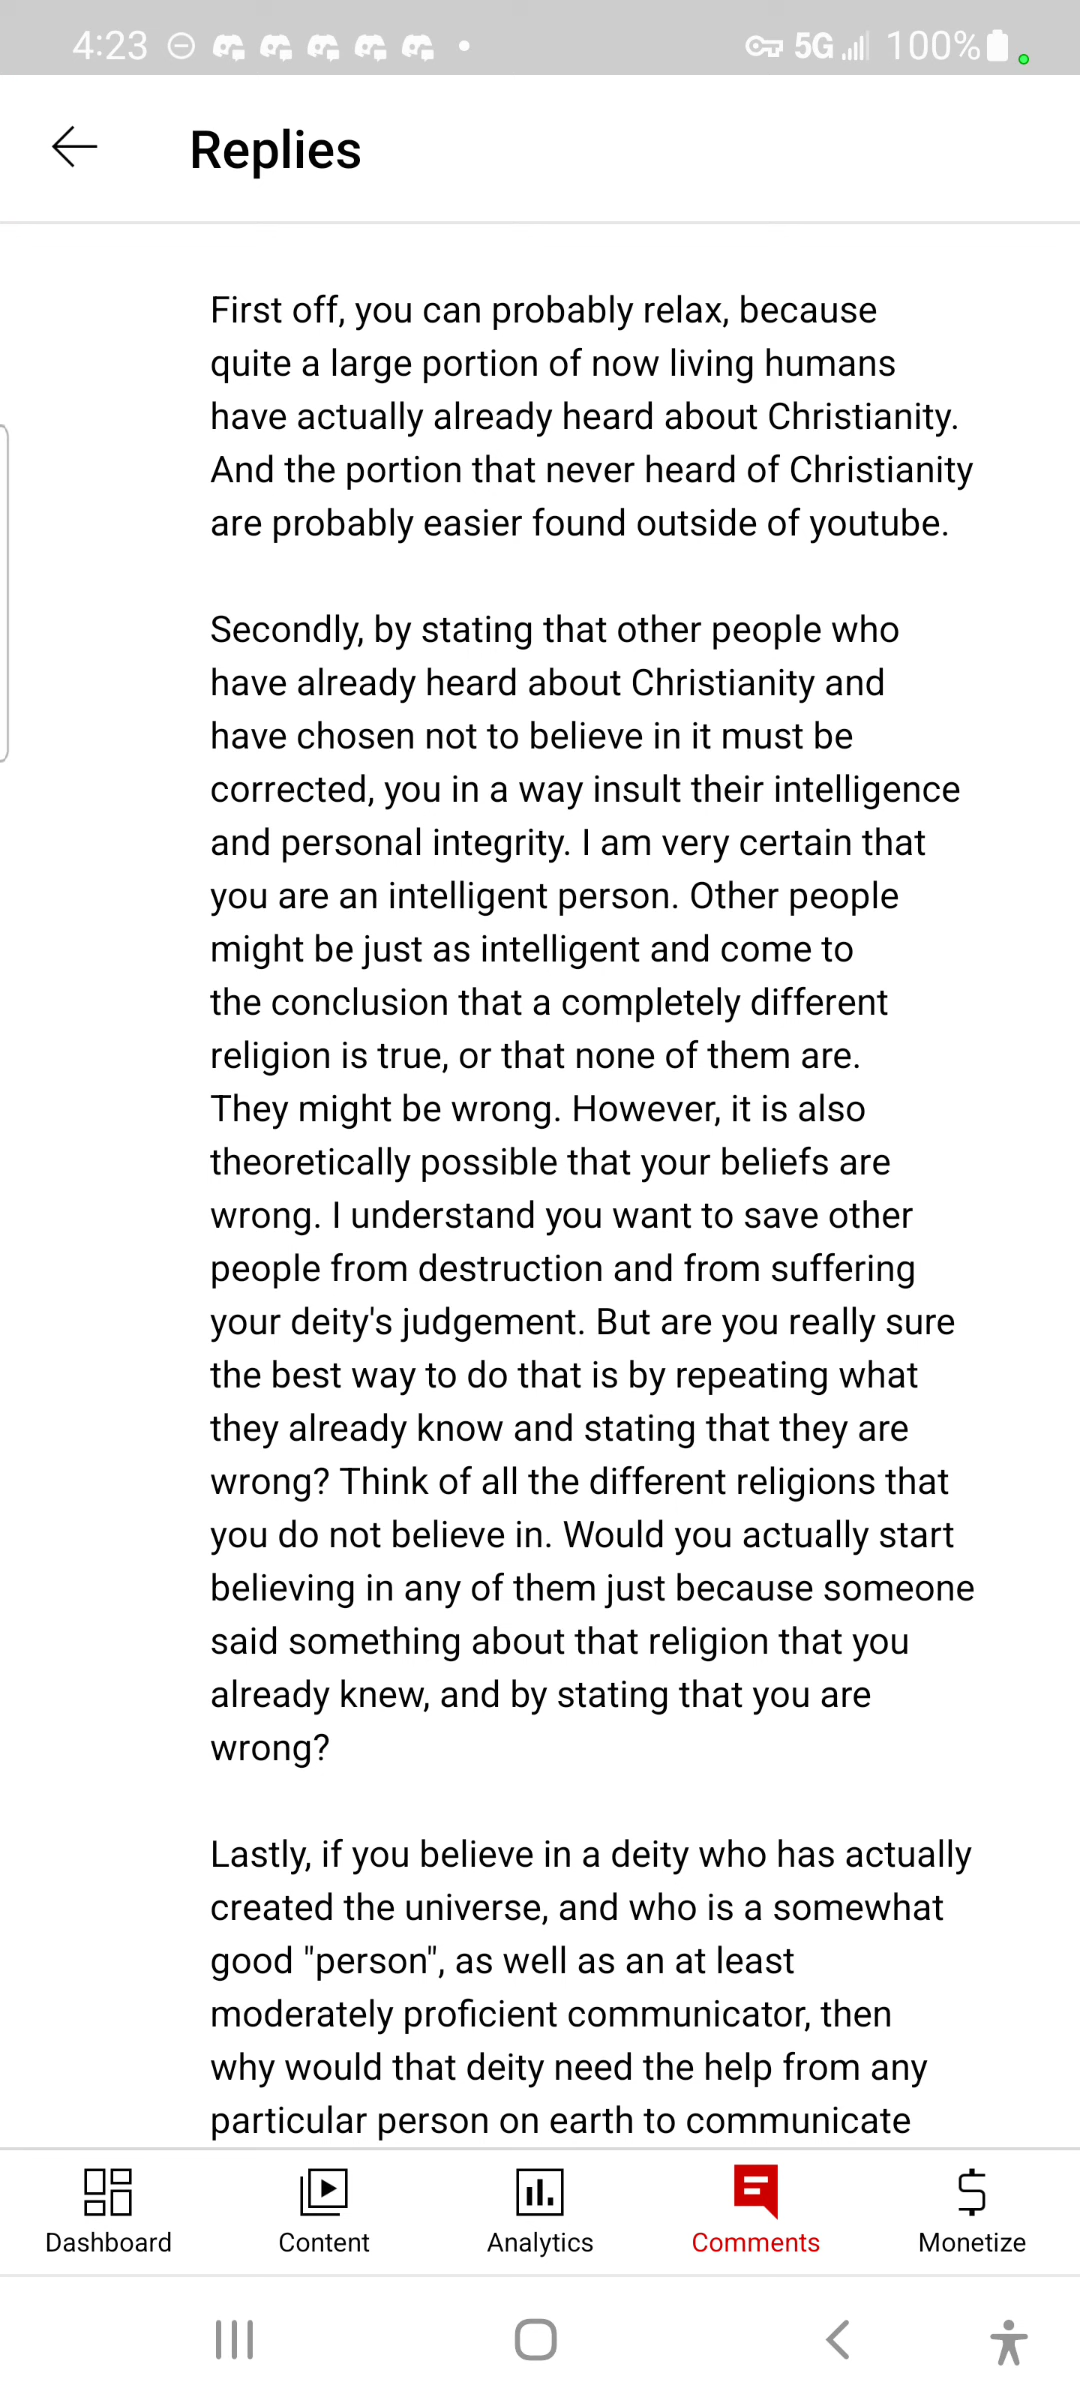 4:23
5G 100%
Replies
First off, you can probably relax, because
quite a large portion of now living humans
have actually already heard about Christianity.
And the portion that never heard of Christianity
are probably easier found outside of youtube.
Secondly, by stating that other people who
have already heard about Christianity and
have chosen not to believe in it must be
corrected, you in a way insult their intelligence
and personal integrity. I am very certain that
you are an intelligent person. Other people
might be just as intelligent and come to
the conclusion that a completely different
religion is true, or that none of them are.
They might be wrong. However, it is also
theoretically possible that your beliefs are
wrong. I understand you want to save other
people from destruction and from suffering
your deity's judgement. But are you really sure
the best way to do that is by repeating what
they already know and stating that they are
wrong? Think of all the different religions that
you do not believe in. Would you actually start
believing in any of them just because someone
said something about that religion that you
already knew, and by stating that you are
wrong?
Lastly, if you believe in a deity who has actually
created the universe, and who is a somewhat
good "person", as well as an at least
moderately proficient communicator, then
why would that deity need the help from any
particular person on earth to communicate
Dashboard
Content
Analytics
Comments
Monetize